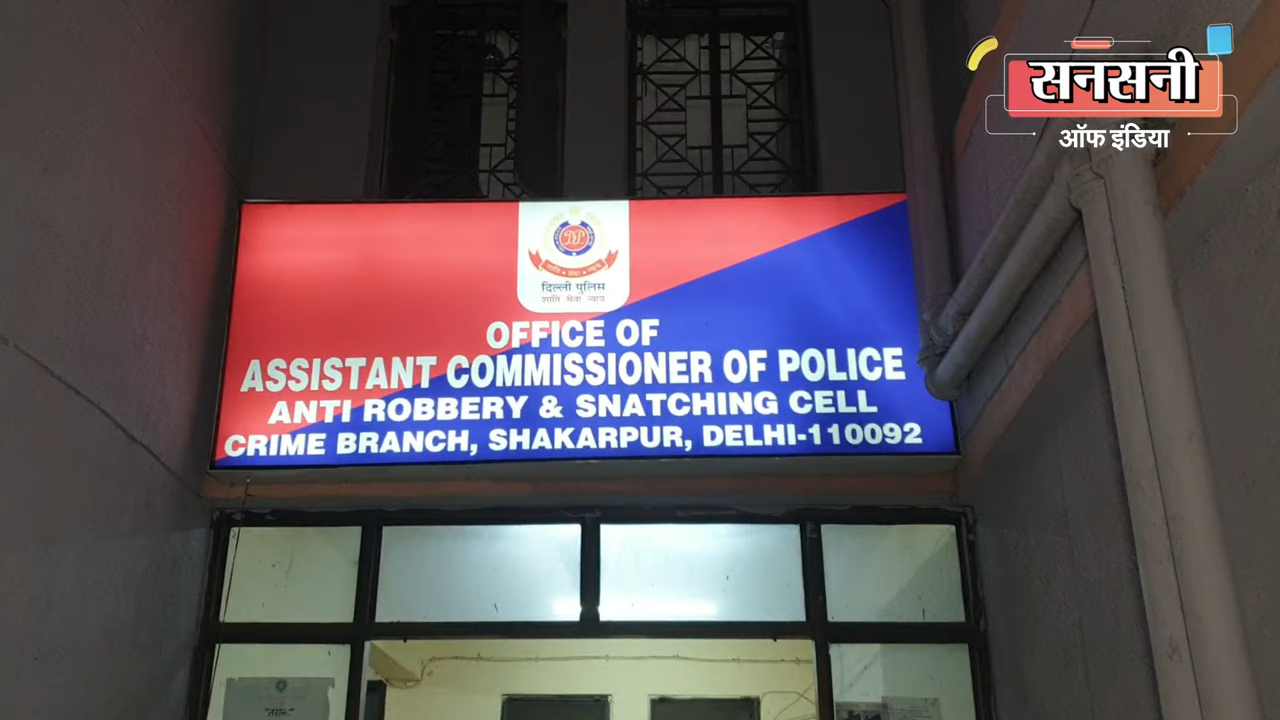 सनसनी
ऑफ इंडिया
दिल्ली पुलिस
शान्ति सेवा न्याय
OFFICE OF
ASSISTANT COMMISSIONER OF POLICE
ANTI ROBBERY & SNATCHING CELL
CRIME BRANCH, SHAKARPUR, DELHI-110092